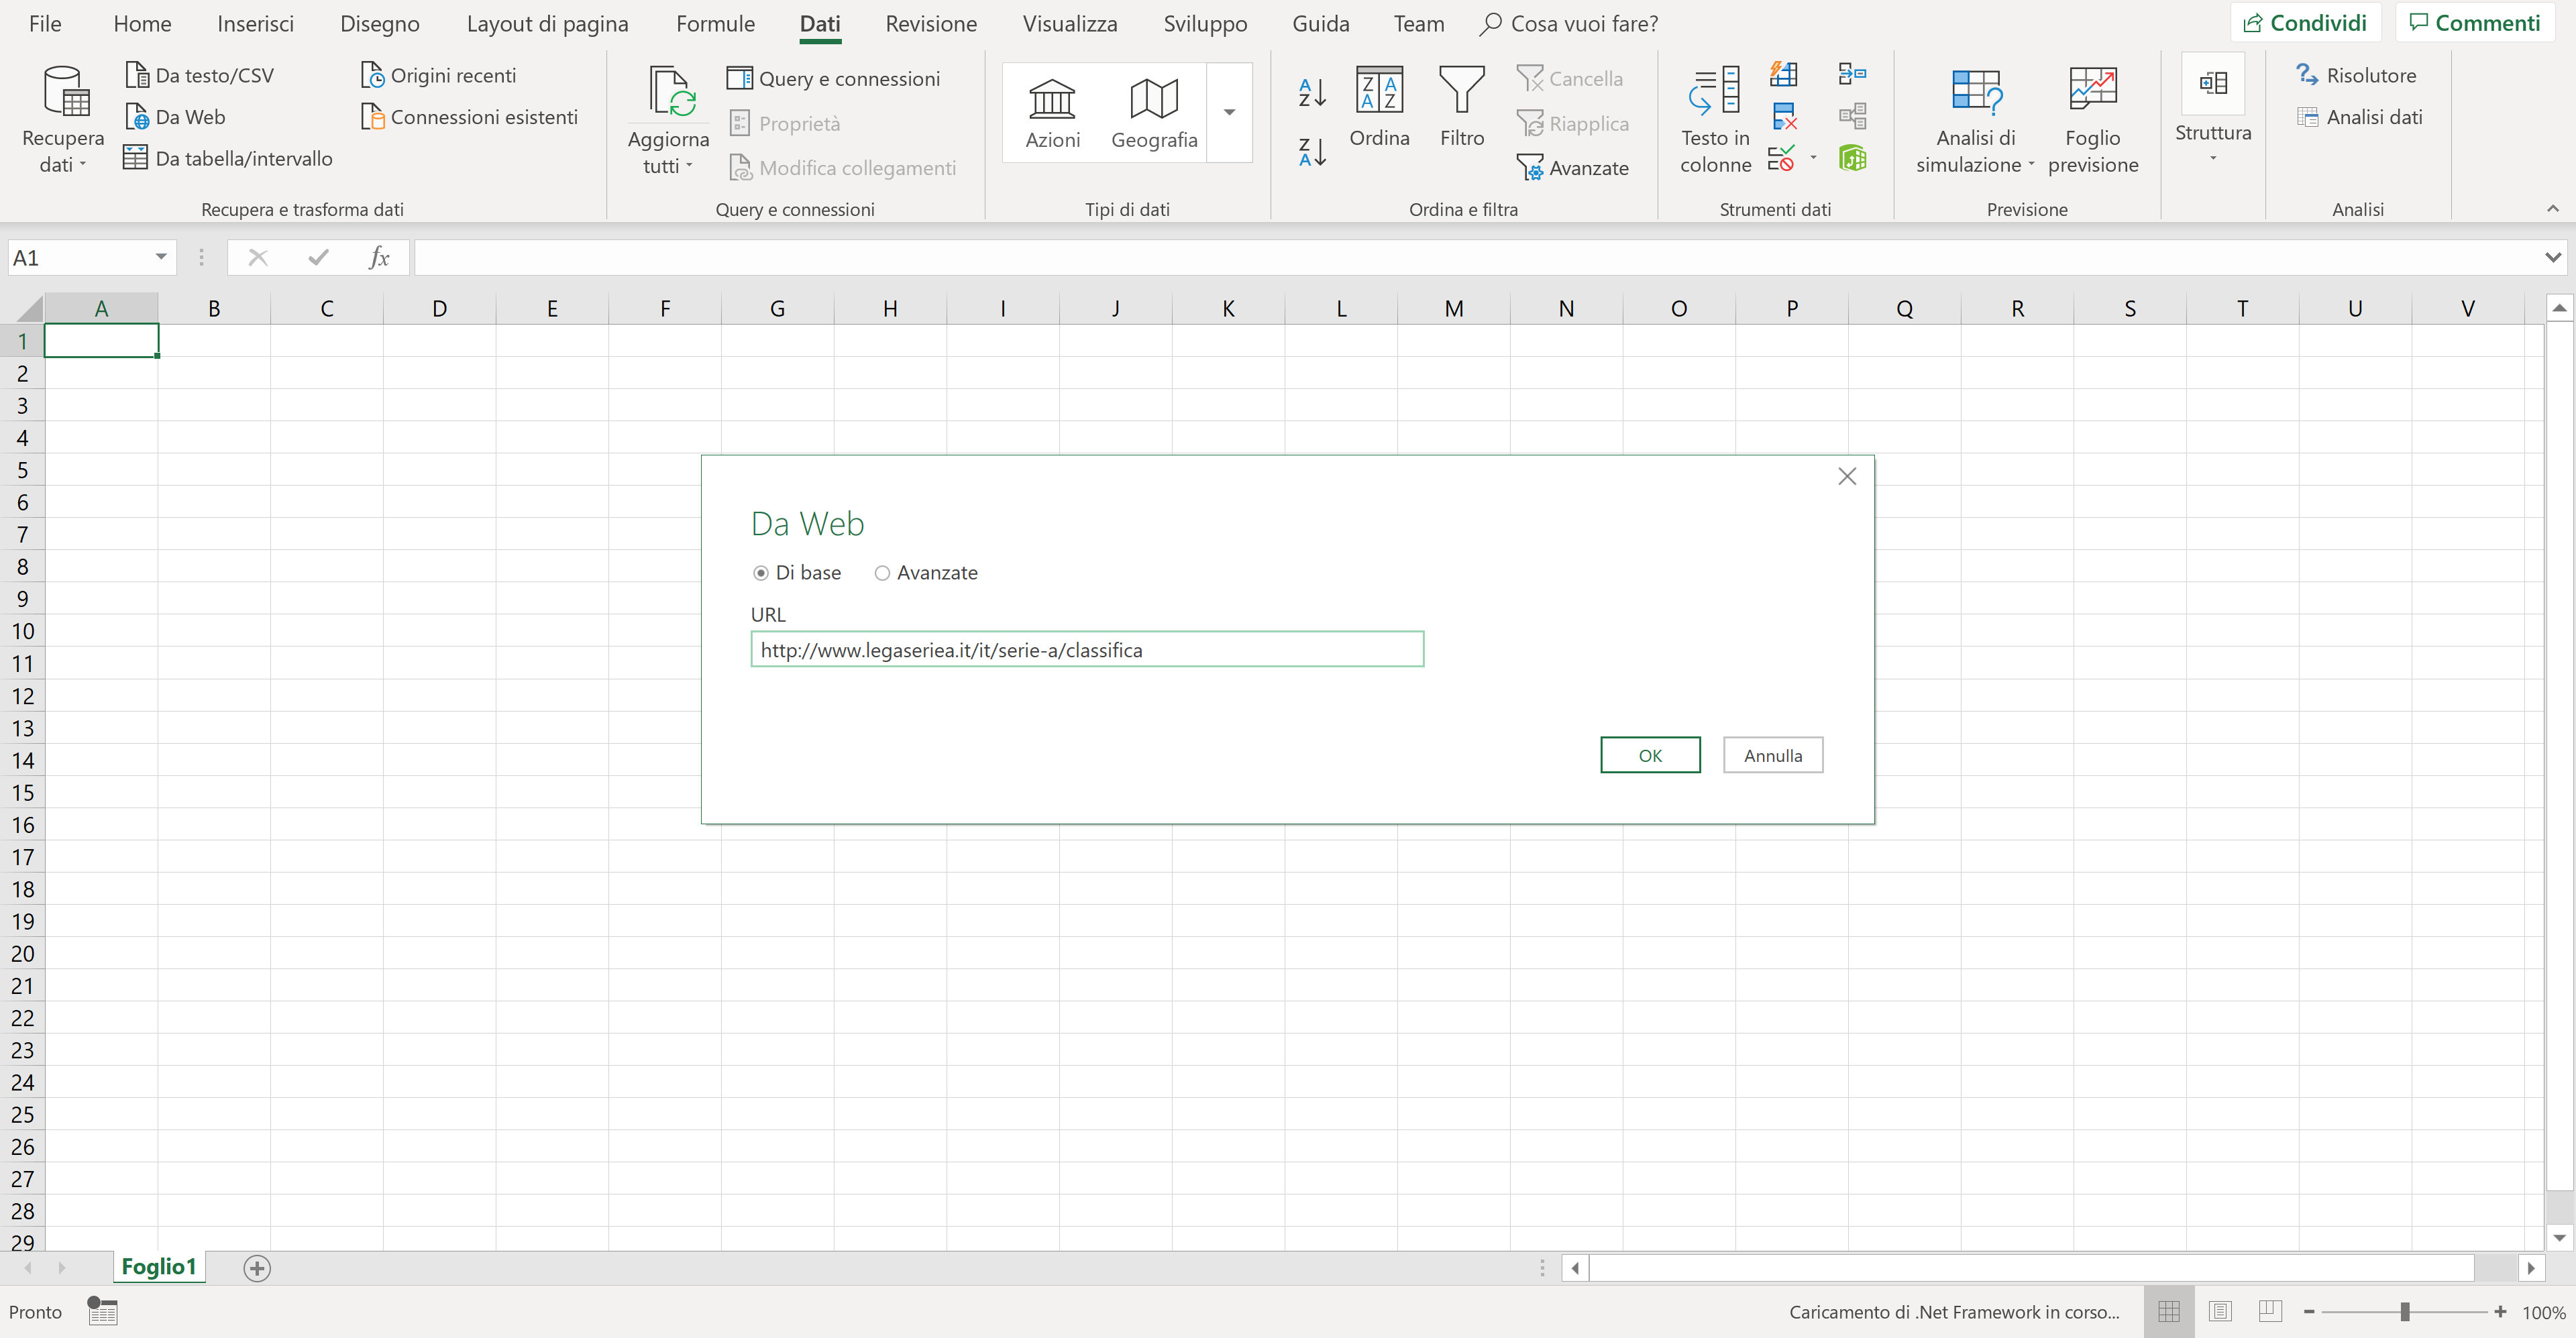 File Home Inserisci Disegno Layout di pagina Formule Dati Revisione Visualizza Sviluppo Guida Team Cosa vuoi fare? Condividi Commenti
Recupera dati
Da testo/CSV
Da Web
Da tabella/intervallo
Origini recenti
Connessioni esistenti
Recupera e trasforma dati
Aggiorna tutti
Query e connessioni
Proprietà
Modifica collegamenti
Query e connessioni
Azioni
Geografia
Tipi di dati
Ordina
Filtro
Cancella
Riapplica
Avanzate
Ordina e filtra
Testo in colonne
Strumenti dati
Analisi di simulazione
Foglio previsione
Previsione
Struttura
Risolutore
Analisi dati
Analisi
A1
fx
A B C D E F G H I J K L M N O P Q R S T U V
1
2
3
4
5
6
7
8
9
10
11
12
13
14
15
16
17
18
19
20
21
22
23
24
25
26
27
28
29
Da Web
Di base Avanzate
URL
http://www.legaseriea.it/it/serie-a/classifica
OK Annulla
Foglio1
Pronto
Caricamento di .Net Framework in corso...
100%